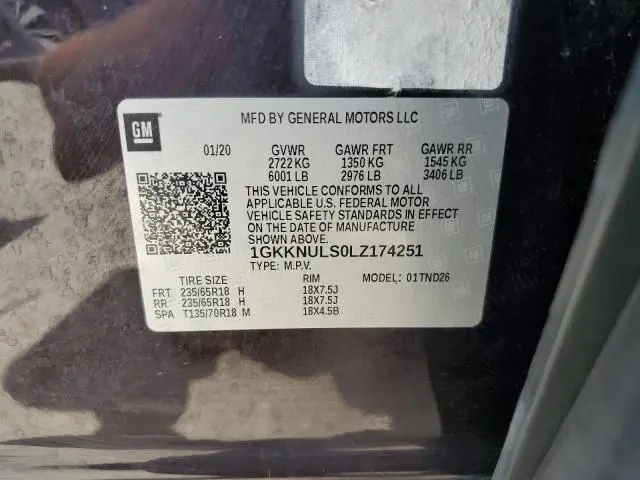 GM
MFD BY GENERAL MOTORS LLC
01/20 GVWR GAWR FRT GAWR RR
2722 KG 1350 KG 1545 KG
6001 LB 2976 LB 3406 LB
THIS VEHICLE CONFORMS TO ALL
APPLICABLE U.S. FEDERAL MOTOR
VEHICLE SAFETY STANDARDS IN EFFECT
ON THE DATE OF MANUFACTURE
SHOWN ABOVE.
1GKKNULS0LZ174251
TYPE: M.P.V. MODEL: 01TND26
TIRE SIZE RIM
FRT 235/65R18 H 18X7.5J
RR 235/65R18 H 18X7.5J
SPA T135/70R18 M 18X4.5B